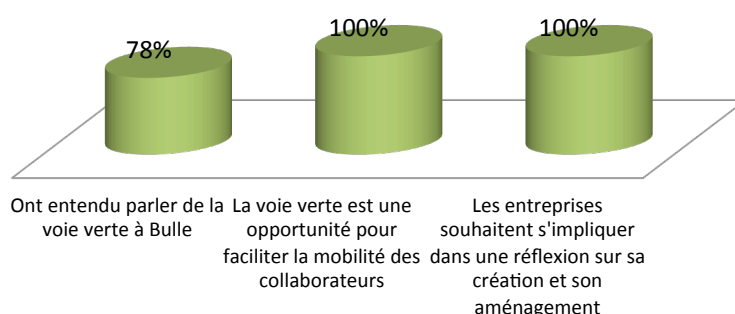 78%
100%
100%
Ont entendu parler de la
voie verte à Bulle
La voie verte est une
opportunité pour
faciliter la mobilité des
collaborateurs
Les entreprises
souhaitent s'impliquer
dans une réflexion sur sa
création et son
aménagement